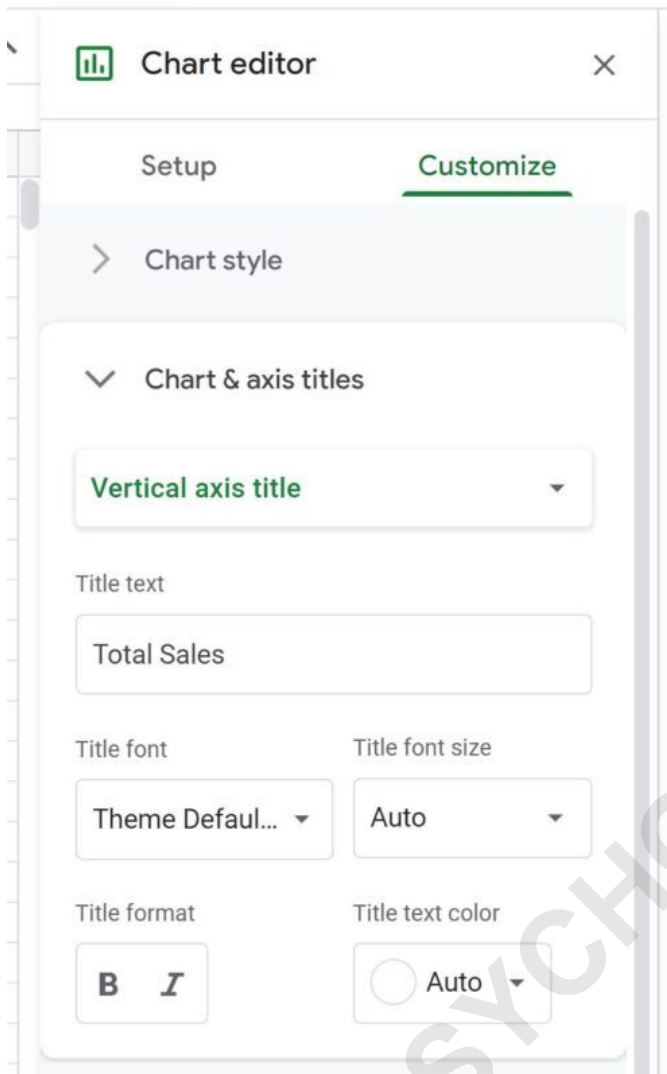 Chart editor
Setup Customize
Chart style
Chart & axis titles
Vertical axis title
Title text
Total Sales
Title font Title font size
Theme Defaul... Auto
Title format Title text color
B I Auto
SYCHO